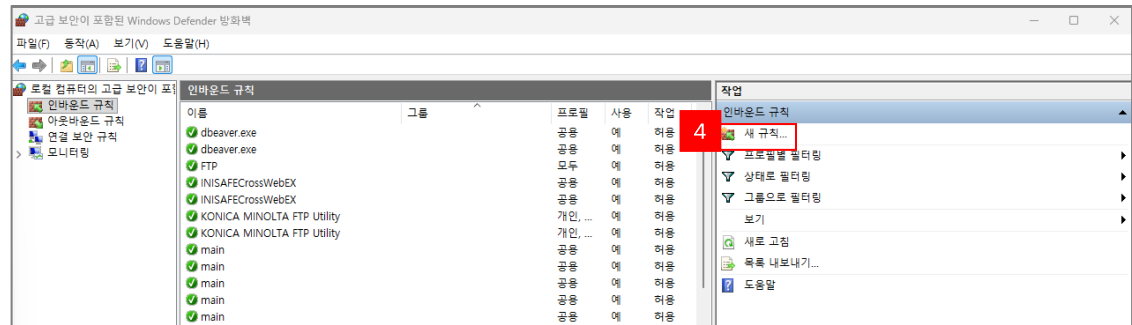 고급 보안이 포함된 Windows Defender 방화벽
파일(F) 동작(A) 보기(V) 도움말(H)
로컬 컴퓨터의 고급 보안이 포함
인바운드 규칙
아웃바운드 규칙
연결 보안 규칙
모니터링
인바운드 규칙
이름 그룹 프로필 사용 작업
dbeaver.exe 공용 예 허용
dbeaver.exe 공용 예 허용
FTP 모두 예 허용
INISAFECrossWebEX 공용 예 허용
INISAFECrossWebEX 공용 예 허용
KONICA MINOLTA FTP Utility 개인, ... 예 허용
KONICA MINOLTA FTP Utility 개인, ... 예 허용
main 공용 예 허용
main 공용 예 허용
main 공용 예 허용
main 공용 예 허용
main 공용 예 허용
작업
인바운드 규칙
4 새 규칙...
프로필별 필터링
상태로 필터링
그룹으로 필터링
보기
새로 고침
목록 내보내기...
도움말